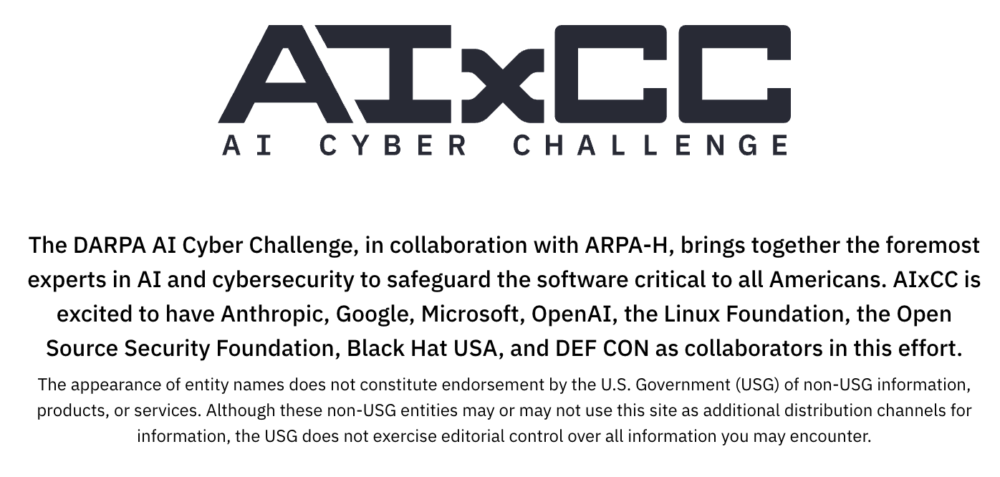 AIxCC
AI CYBER CHALLENGE
The DARPA AI Cyber Challenge, in collaboration with ARPA-H, brings together the foremost
experts in AI and cybersecurity to safeguard the software critical to all Americans. AIxCC is
excited to have Anthropic, Google, Microsoft, OpenAI, the Linux Foundation, the Open
Source Security Foundation, Black Hat USA, and DEF CON as collaborators in this effort.
The appearance of entity names does not constitute endorsement by the U.S. Government (USG) of non-USG information,
products, or services. Although these non-USG entities may or may not use this site as additional distribution channels for
information, the USG does not exercise editorial control over all information you may encounter.